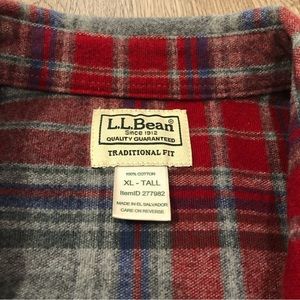 L.L.Bean
Since 1912
QUALITY GUARANTEED
TRADITIONAL FIT
100% COTTON
XL - TALL
ItemID 277982
MADE IN EL SALVADOR
CARE ON REVERSE